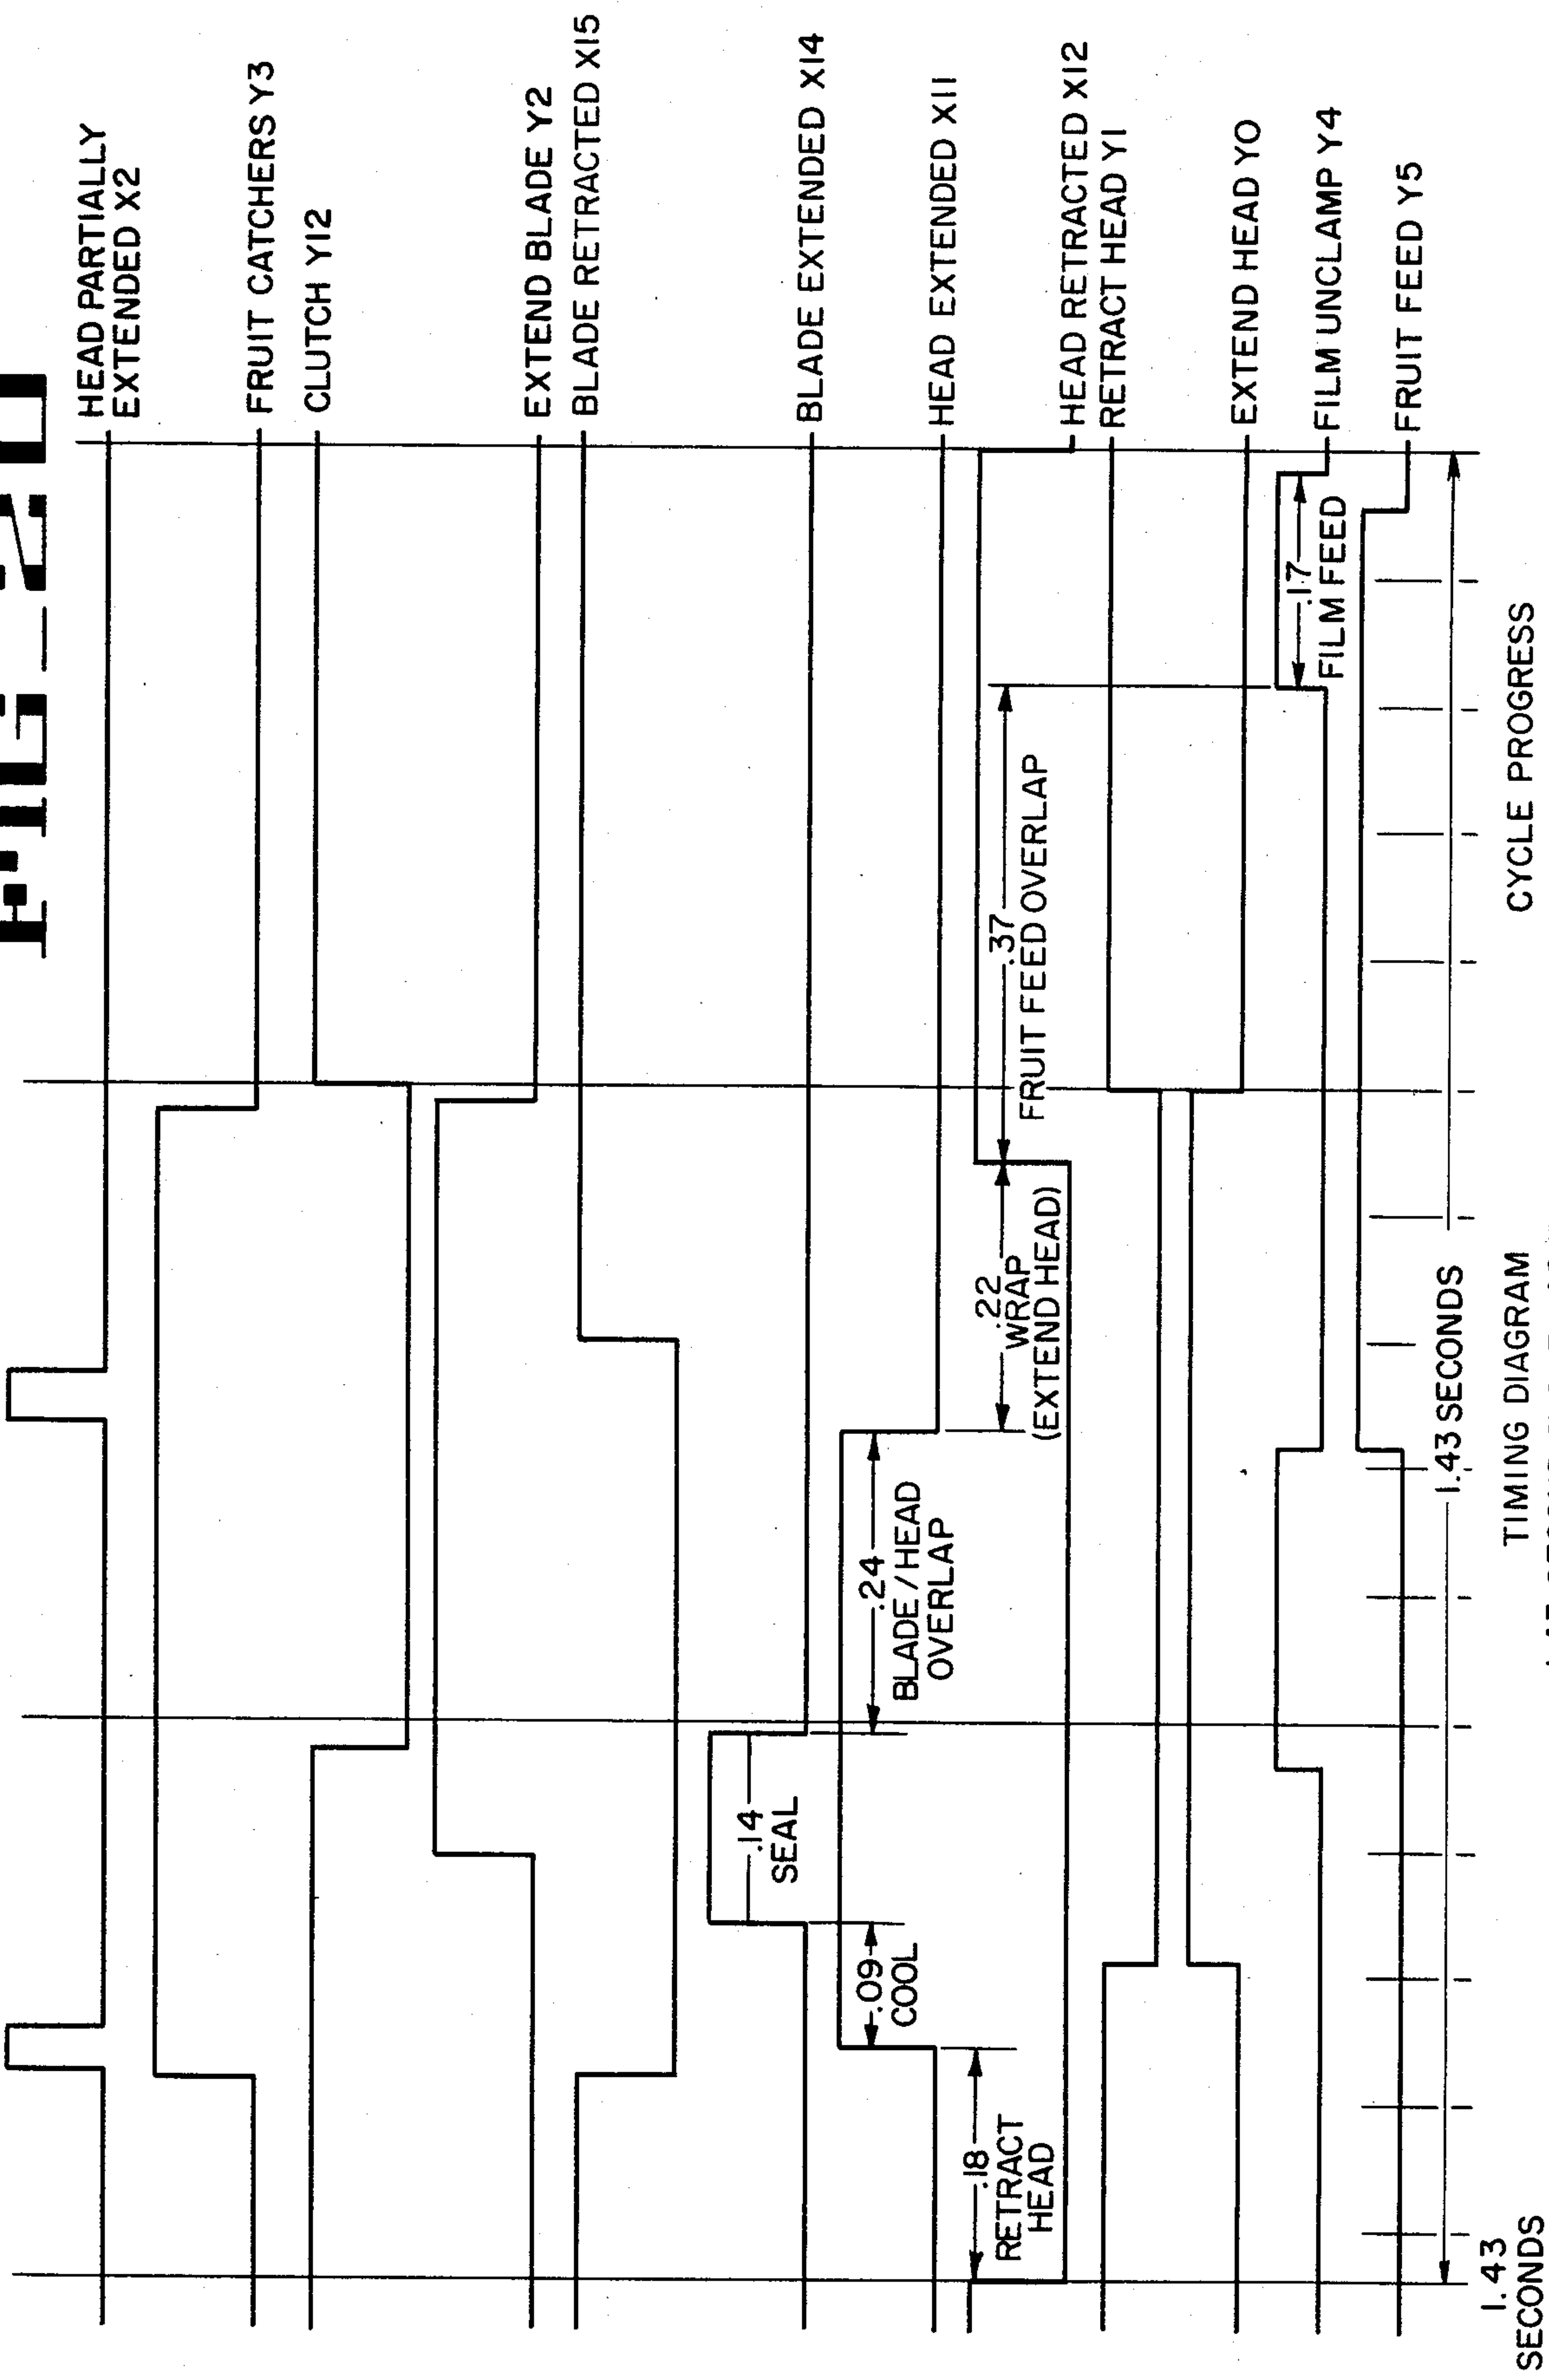 HEAD PARTIALLY
EXTENDED X2
FRUIT CATCHERS Y3
CLUTCH Y12
EXTEND BLADE Y2
BLADE RETRACTED X15
BLADE EXTENDED X14
HEAD EXTENDED X11
HEAD RETRACTED X12
RETRACT HEAD Y1
EXTEND HEAD Y0
FILM UNCLAMP Y4
FRUIT FEED Y5
.17
FILM FEED
.37
FRUIT FEED OVERLAP
.22
WRAP
(EXTEND HEAD)
.24
BLADE/HEAD
OVERLAP
.14
SEAL
.09
COOL
.18
RETRACT
HEAD
1.43 SECONDS
CYCLE PROGRESS
TIMING DIAGRAM
1.43
SECONDS